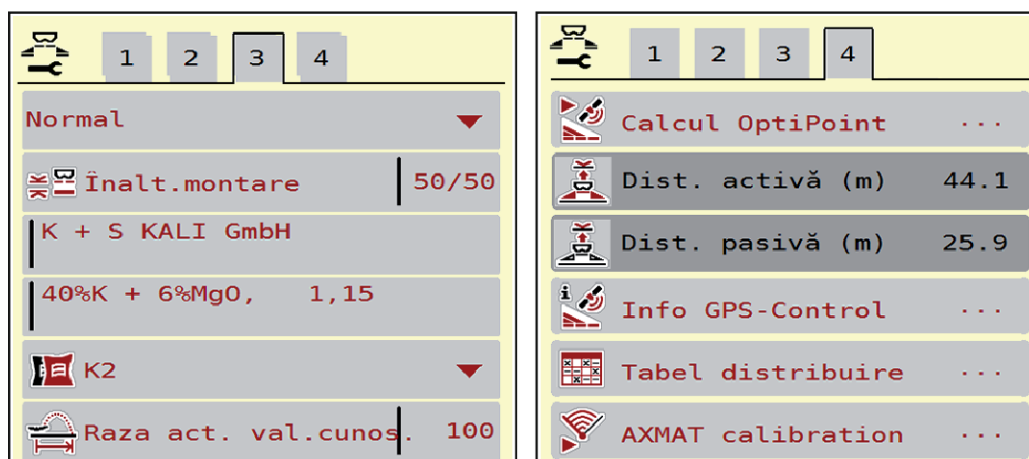 1 2 3 4
Normal
Înalt.montare 50/50
K + S KALI GmbH
40%K + 6%MgO, 1,15
K2
Raza act. val.cunos. 100
1 2 3 4
Calcul OptiPoint ...
Dist. activă (m) 44.1
Dist. pasivă (m) 25.9
Info GPS-Control ...
Tabel distribuire ...
AXMAT calibration ...